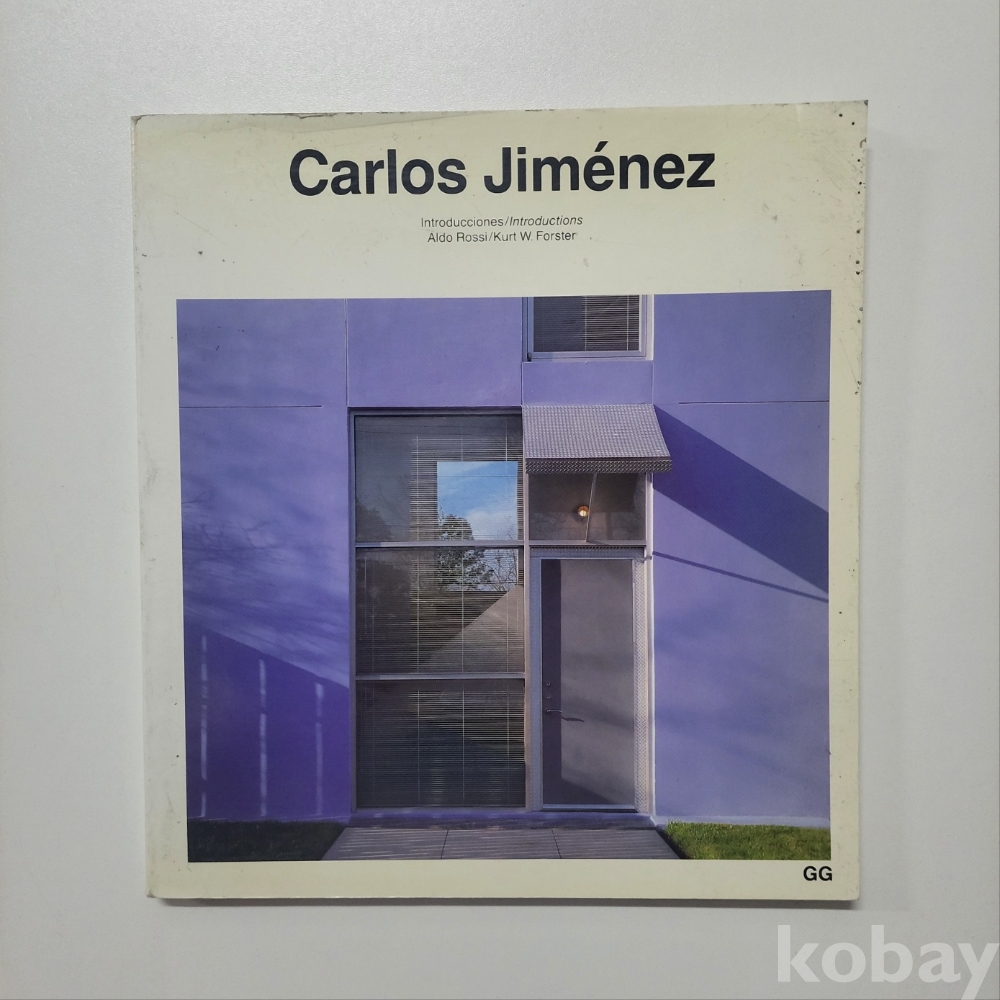 Carlos Jiménez
Introducciones/Introductions
Aldo Rossi/Kurt W. Forster
GG
kobay